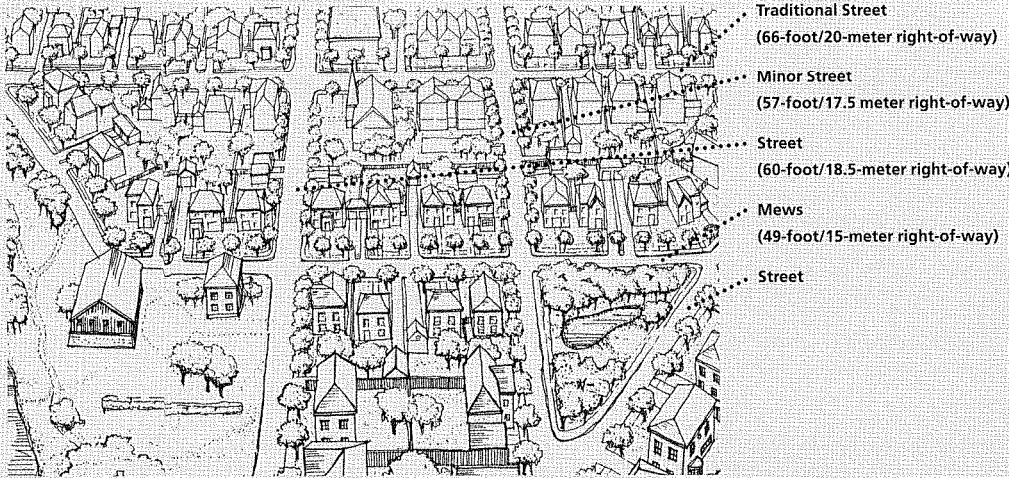 Traditional Street
(66-foot/20-meter right-of-way)
Minor Street
(57-foot/17.5 meter right-of-way)
Street
(60-foot/18.5-meter right-of-way)
Mews
(49-foot/15-meter right-of-way)
Street